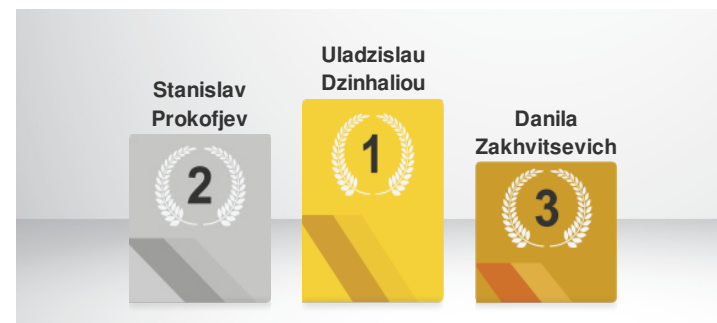 Uladzislau
Dzinhaliou
Stanislav
Prokofjev
Danila
Zakhvitsevich
1
2
3